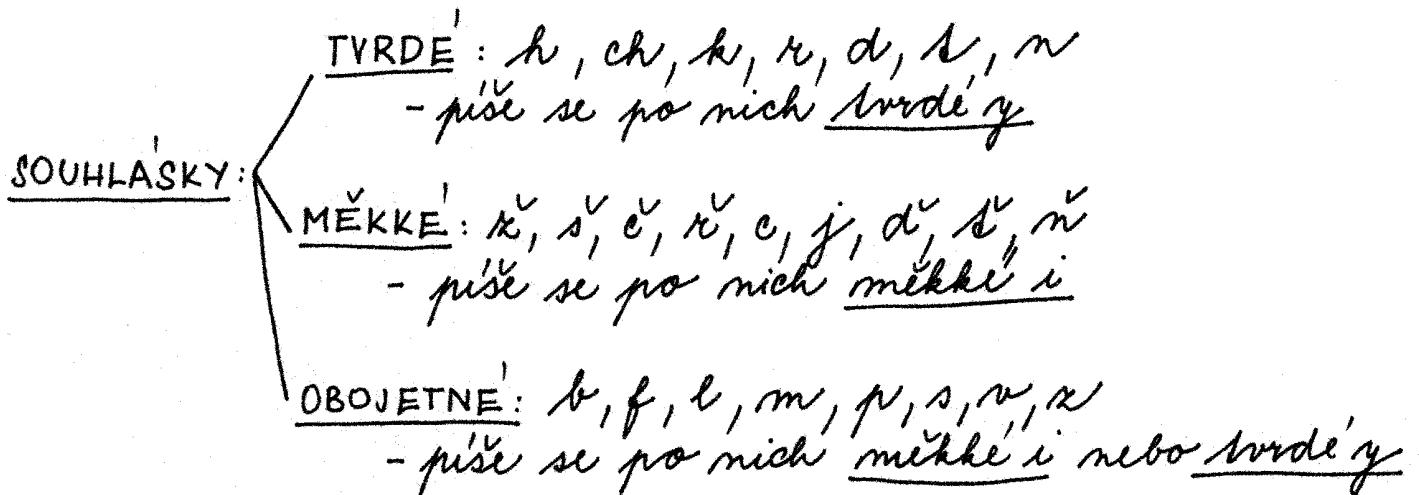 TVRDÉ: h, ch, k, r, d, t, n
- píše se po nich tvrdé y
SOUHLÁSKY:
MĚKKÉ: ž, š, č, ř, c, j, ď, ť, ň
- píše se po nich měkké i
OBOJETNÉ: b, f, l, m, p, s, v, z
- píše se po nich měkké i nebo tvrdé y